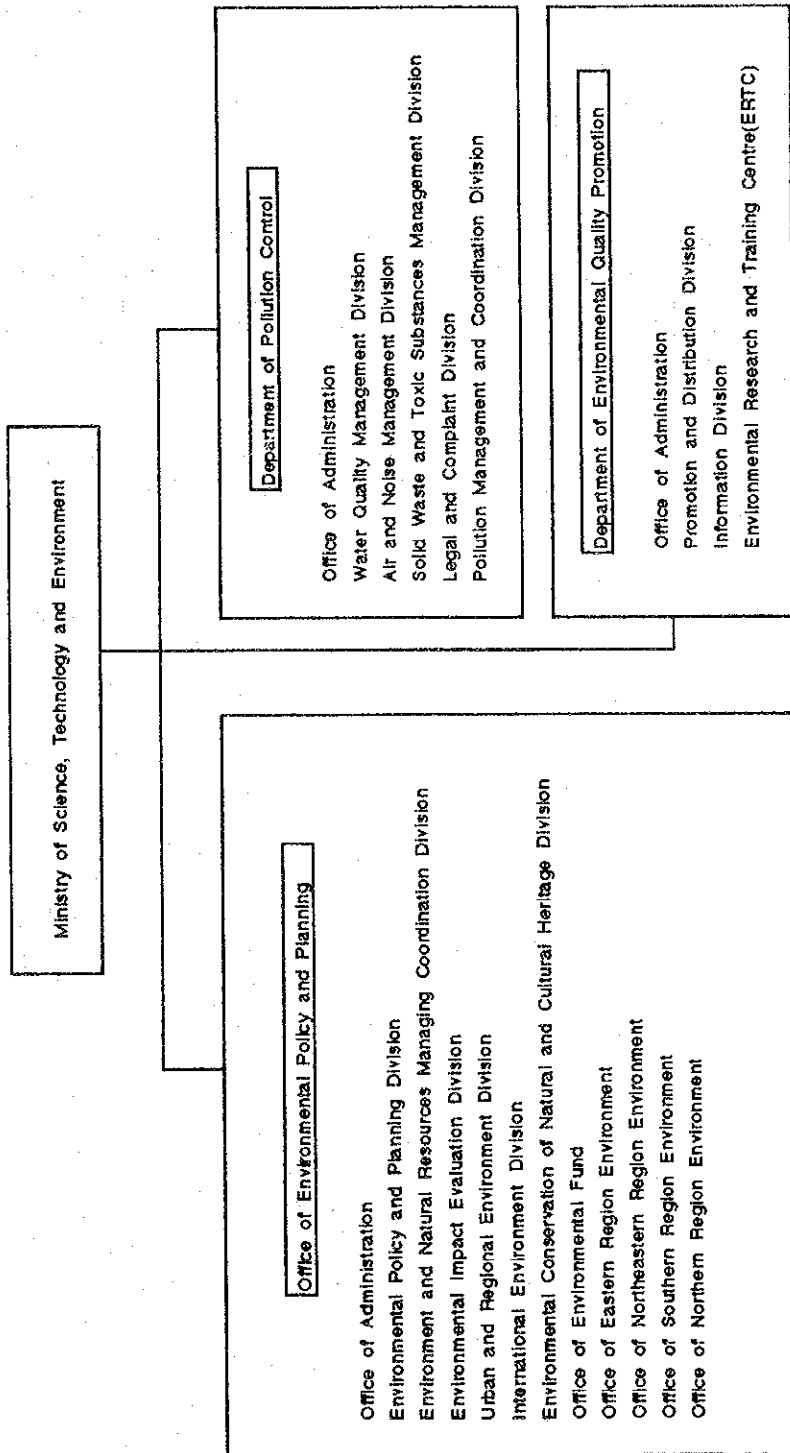 Ministry of Science, Technology and Environment
Office of Environmental Policy and Planning
Office of Administration
Environmental Policy and Planning Division
Environment and Natural Resources Managing Coordination Division
Environmental Impact Evaluation Division
Urban and Regional Environment Division
International Environment Division
Environmental Conservation of Natural and Cultural Heritage Division
Office of Environmental Fund
Office of Eastern Region Environment
Office of Northeastern Region Environment
Office of Southern Region Environment
Office of Northern Region Environment
Department of Pollution Control
Office of Administration
Water Quality Management Division
Air and Noise Management Division
Solid Waste and Toxic Substances Management Division
Legal and Complaint Division
Pollution Management and Coordination Division
Department of Environmental Quality Promotion
Office of Administration
Promotion and Distribution Division
Information Division
Environmental Research and Training Centre(ERTC)